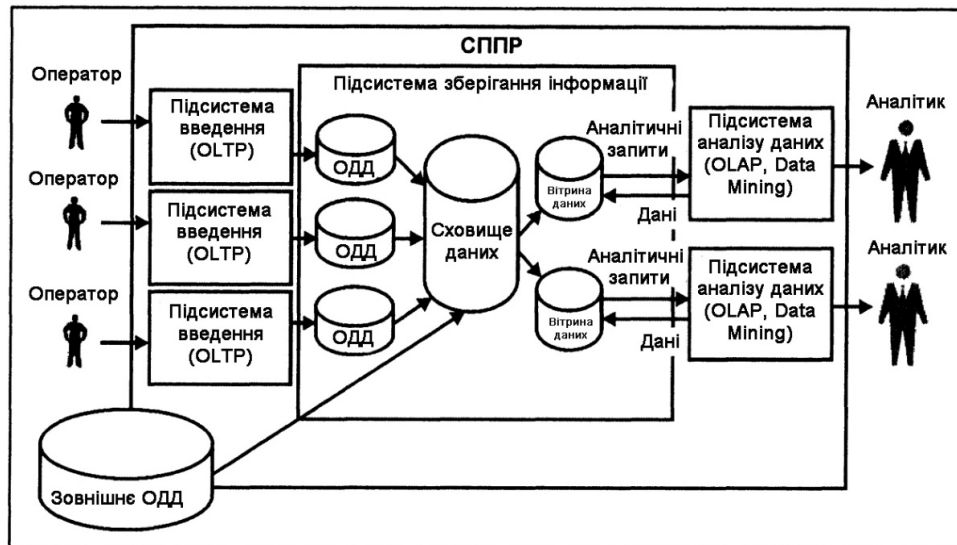 СППР
Оператор
Підсистема
введення
(OLTP)
Оператор
Підсистема
введення
(OLTP)
Оператор
Підсистема
введення
(OLTP)
Підсистема зберігання інформації
ОДД
ОДД
ОДД
Сховище
даних
Вітрина
даних
Вітрина
даних
Аналітичні
запити
Дані
Аналітичні
запити
Дані
Підсистема
аналізу даних
(OLAP, Data
Mining)
Аналітик
Підсистема
аналізу даних
(OLAP, Data
Mining)
Аналітик
Зовнішнє ОДД